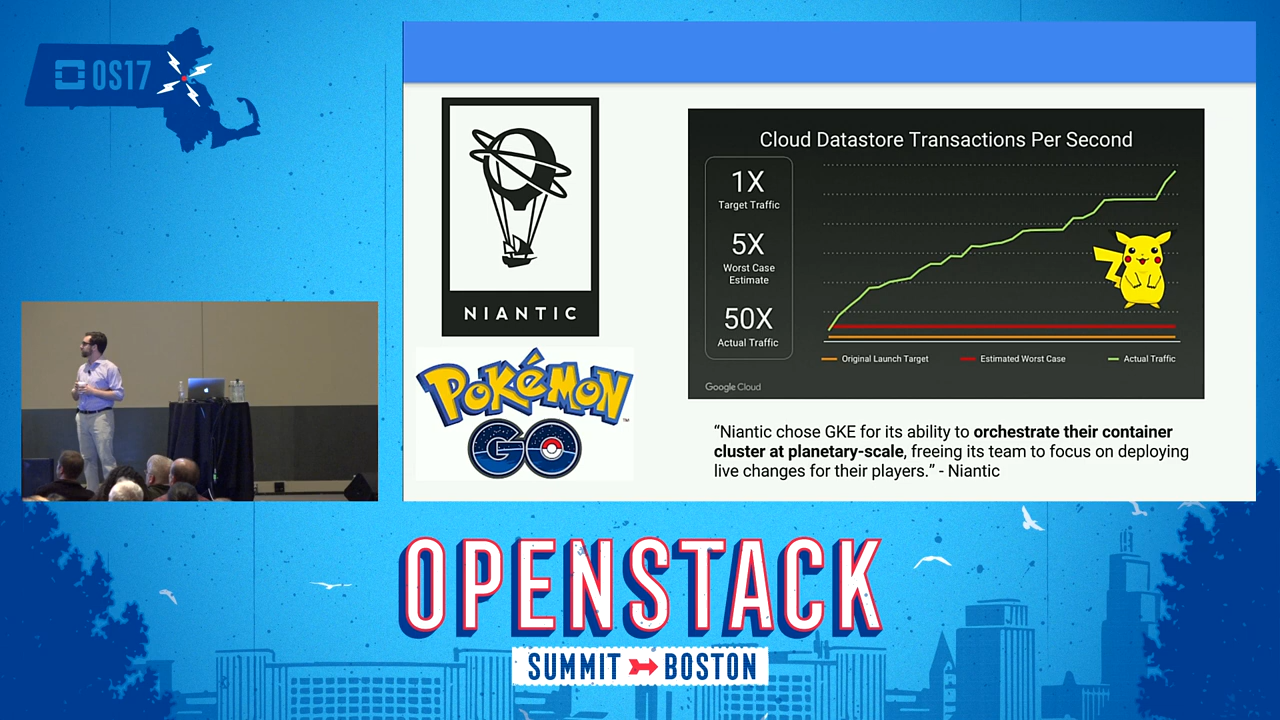 OS17
NIANTIC
POKÉMON
GO
TM
Cloud Datastore Transactions Per Second
1X
Target Traffic
5X
Worst Case
Estimate
50X
Actual Traffic
Original Launch Target
Estimated Worst Case
Actual Traffic
Google Cloud
“Niantic chose GKE for its ability to orchestrate their container
cluster at planetary-scale, freeing its team to focus on deploying
live changes for their players.” - Niantic
OPENSTACK
SUMMIT BOSTON